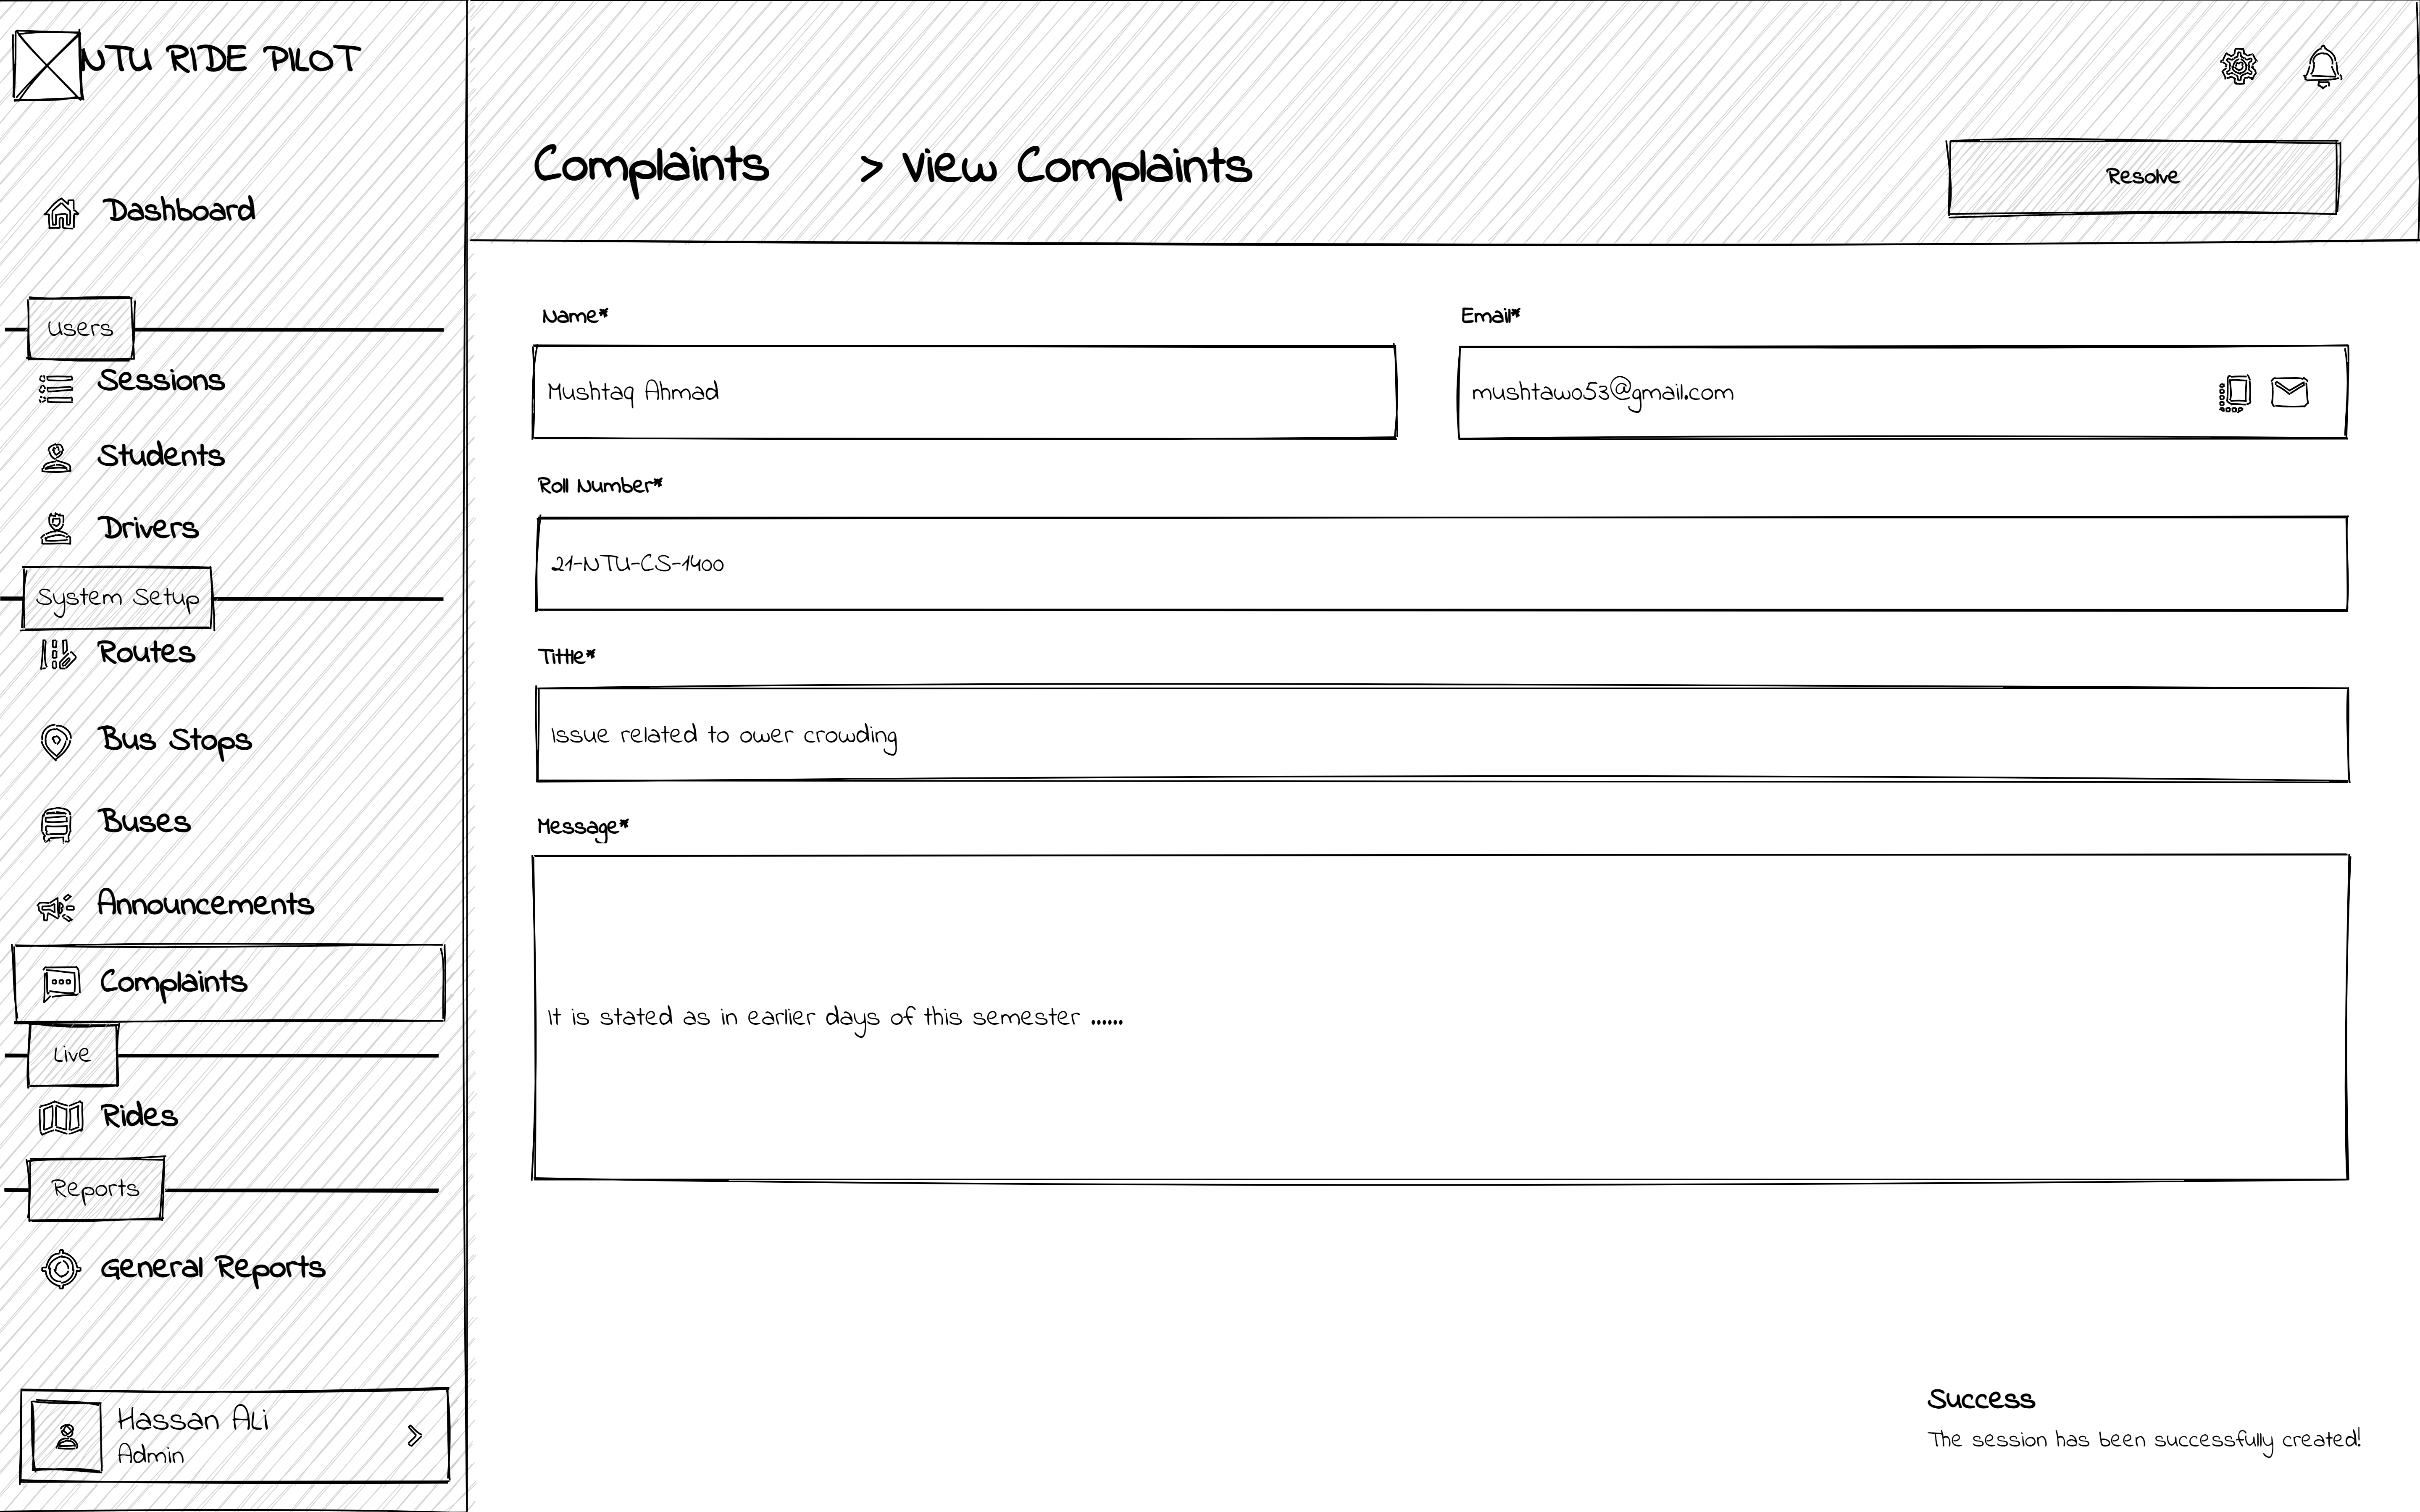 NTU RIDE PILOT
Dashboard
Users
Sessions
Students
Drivers
System Setup
Routes
Bus Stops
Buses
Announcements
Complaints
Live
Rides
Reports
General Reports
Hassan Ali
Admin
Complaints > View Complaints
Resolve
Name*
Email*
Mushtaq Ahmad
mushtawo53@gmail.com
Roll Number*
21-NTU-CS-1400
Tittle*
Issue related to ower crowding
Message*
It is stated as in earlier days of this semester ......
Success
The session has been successfully created!